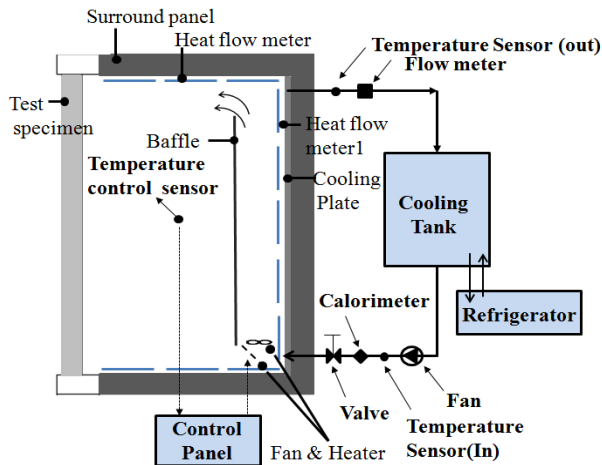 Surround panel
Heat flow meter
Temperature Sensor (out)
Flow meter
Test
specimen
Baffle
Heat flow
meter1
Temperature
control sensor
Cooling
Plate
Cooling
Tank
Calorimeter
Refrigerator
Valve
Fan
Temperature
Sensor(In)
Control
Panel
Fan & Heater